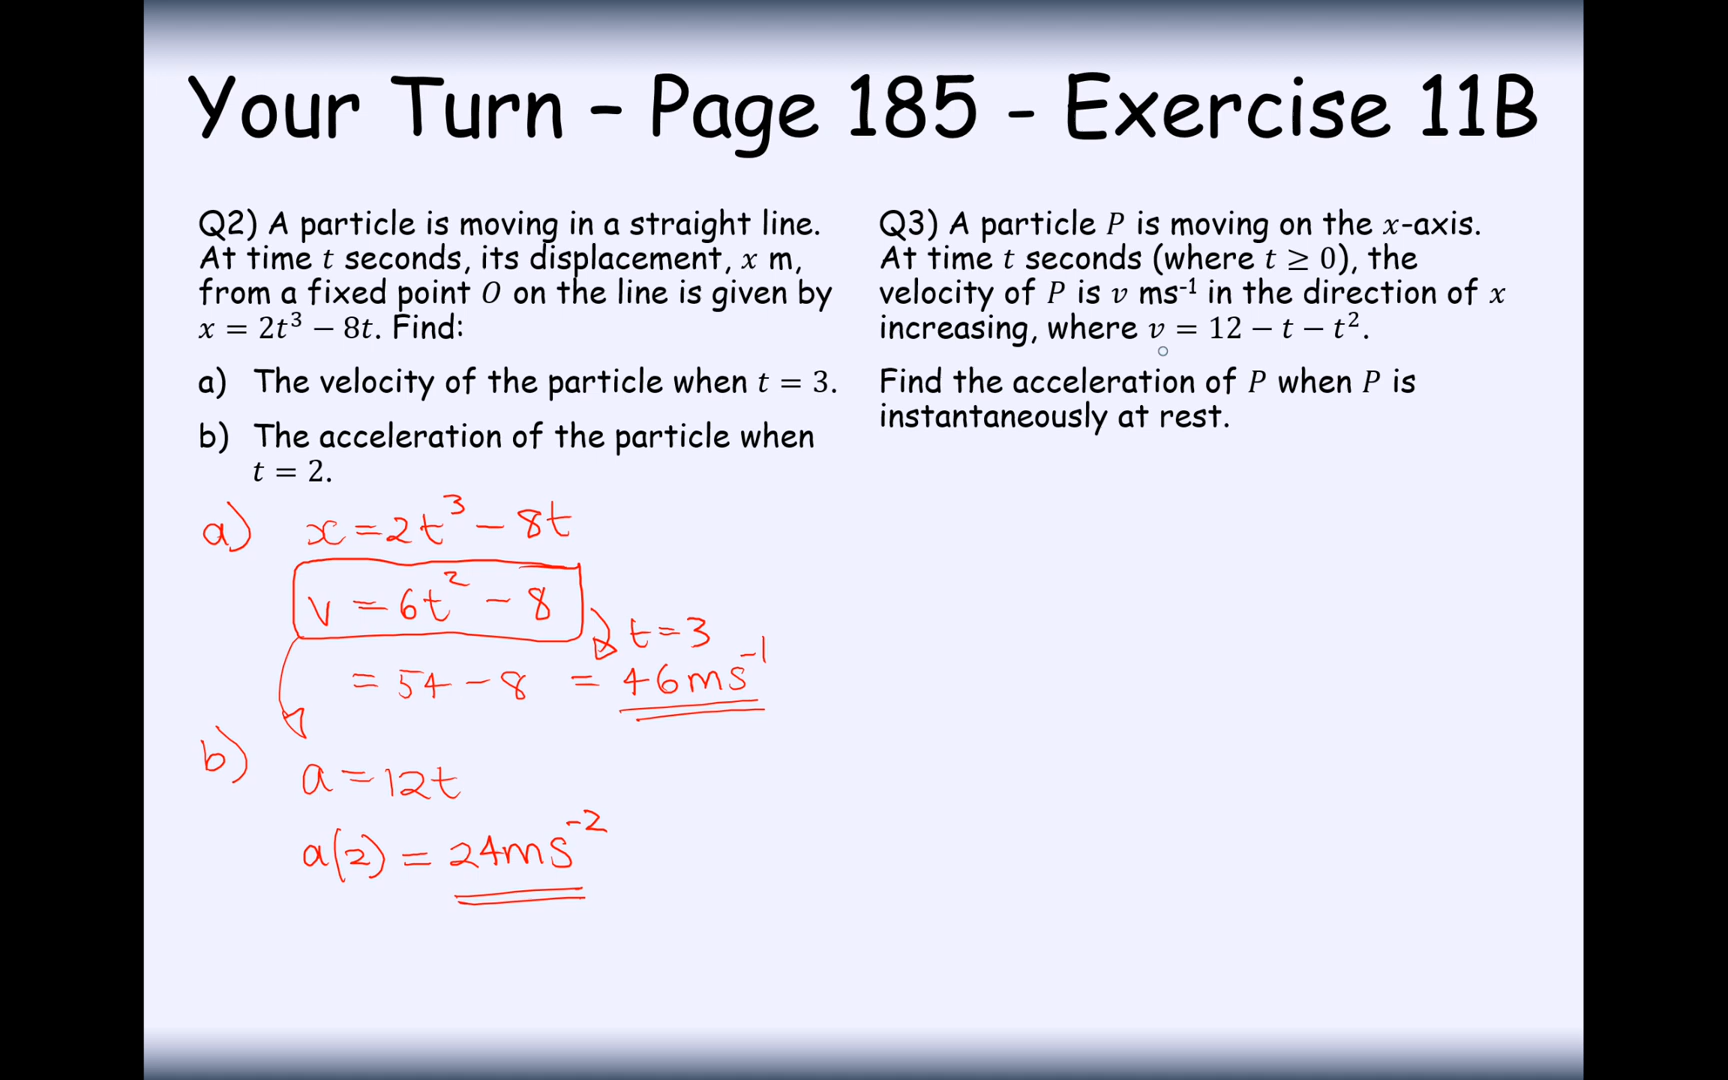 Your Turn – Page 185 - Exercise 11B
Q2) A particle is moving in a straight line.
At time t seconds, its displacement, x m,
from a fixed point O on the line is given by
x = 2t³ − 8t. Find:
a) The velocity of the particle when t = 3.
b) The acceleration of the particle when
t = 2.
a) x = 2t³ − 8t
v = 6t² − 8
t = 3
= 54 − 8 = 46ms⁻¹
b)
a = 12t
a(2) = 24ms⁻²
Q3) A particle P is moving on the x-axis.
At time t seconds (where t ≥ 0), the
velocity of P is v ms⁻¹ in the direction of x
increasing, where v = 12 − t − t².
Find the acceleration of P when P is
instantaneously at rest.